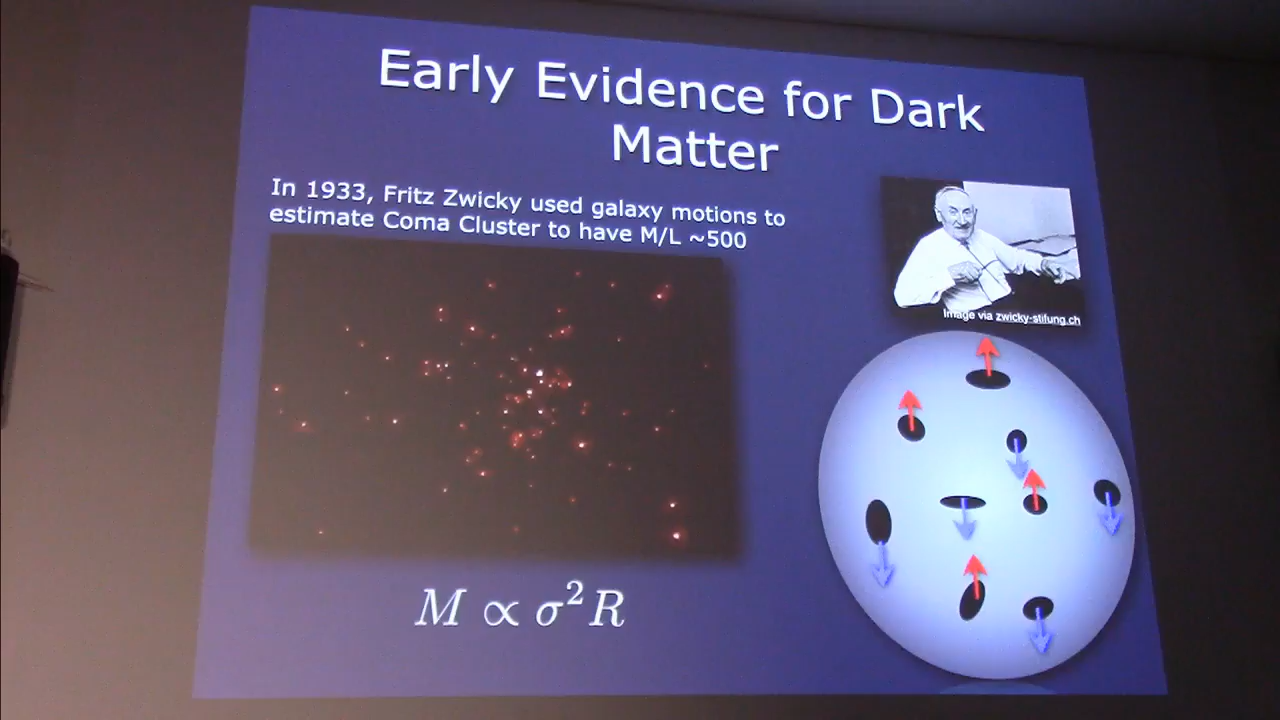 Early Evidence for Dark
Matter
In 1933, Fritz Zwicky used galaxy motions to
estimate Coma Cluster to have M/L ~500
Image via zwicky-stifung.ch
M ∝ σ²R